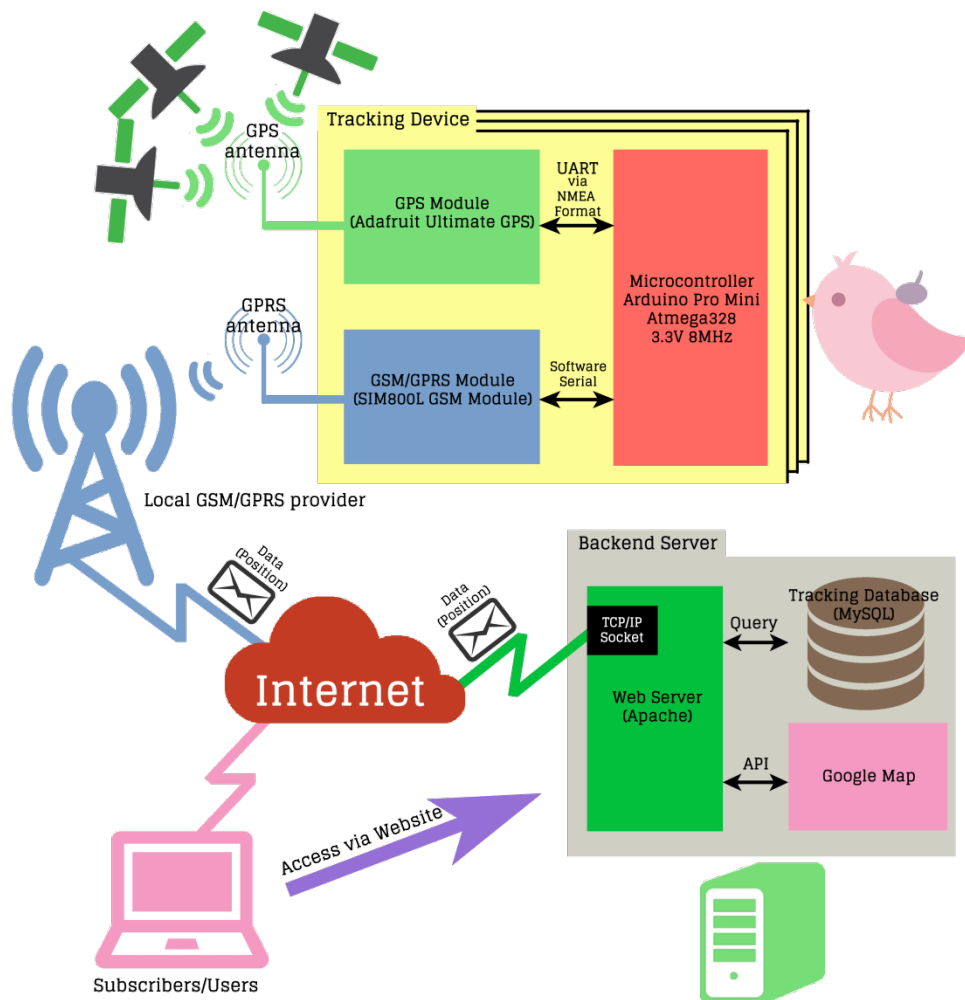 GPS
antenna
Tracking Device
GPS Module
(Adafruit Ultimate GPS)
UART
via
NMEA
Format
Microcontroller
Arduino Pro Mini
Atmega328
3.3V 8MHz
GPRS
antenna
GSM/GPRS Module
(SIM800L GSM Module)
Software
Serial
Local GSM/GPRS provider
Data
(Position)
Data
(Position)
Internet
Backend Server
TCP/IP
Socket
Web Server
(Apache)
Query
Tracking Database
(MySQL)
API
Google Map
Access via Website
Subscribers/Users